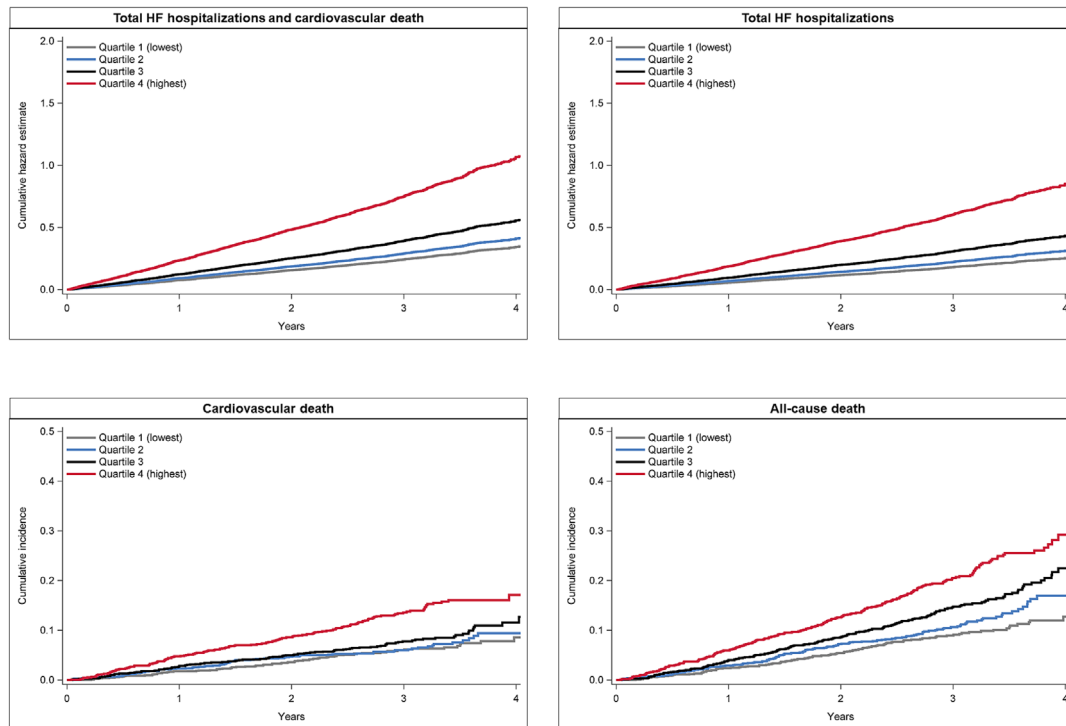 Total HF hospitalizations and cardiovascular death
2.0
1.5
1.0
0.5
0.0
Cumulative hazard estimate
Quartile 1 (lowest)
Quartile 2
Quartile 3
Quartile 4 (highest)
0 1 2 3 4
Years
Total HF hospitalizations
2.0
1.5
1.0
0.5
0.0
Cumulative hazard estimate
Quartile 1 (lowest)
Quartile 2
Quartile 3
Quartile 4 (highest)
0 1 2 3 4
Years
Cardiovascular death
0.5
0.4
0.3
0.2
0.1
0.0
Cumulative incidence
Quartile 1 (lowest)
Quartile 2
Quartile 3
Quartile 4 (highest)
0 1 2 3 4
Years
All-cause death
0.5
0.4
0.3
0.2
0.1
0.0
Cumulative incidence
Quartile 1 (lowest)
Quartile 2
Quartile 3
Quartile 4 (highest)
0 1 2 3 4
Years